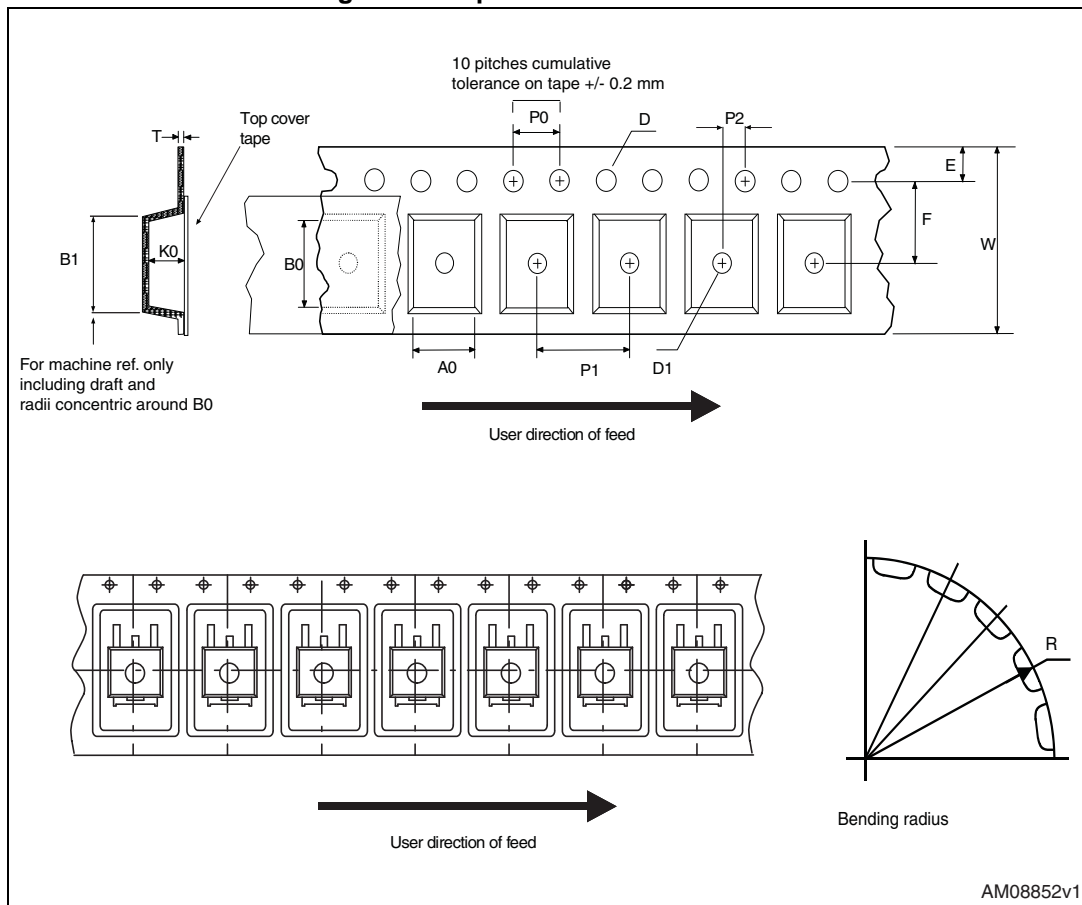 10 pitches cumulative
tolerance on tape +/- 0.2 mm
P0
D
P2
T
Top cover
tape
E
F
W
B1
K0
B0
For machine ref. only
including draft and
radii concentric around B0
A0
P1
D1
User direction of feed
R
User direction of feed
Bending radius
AM08852v1